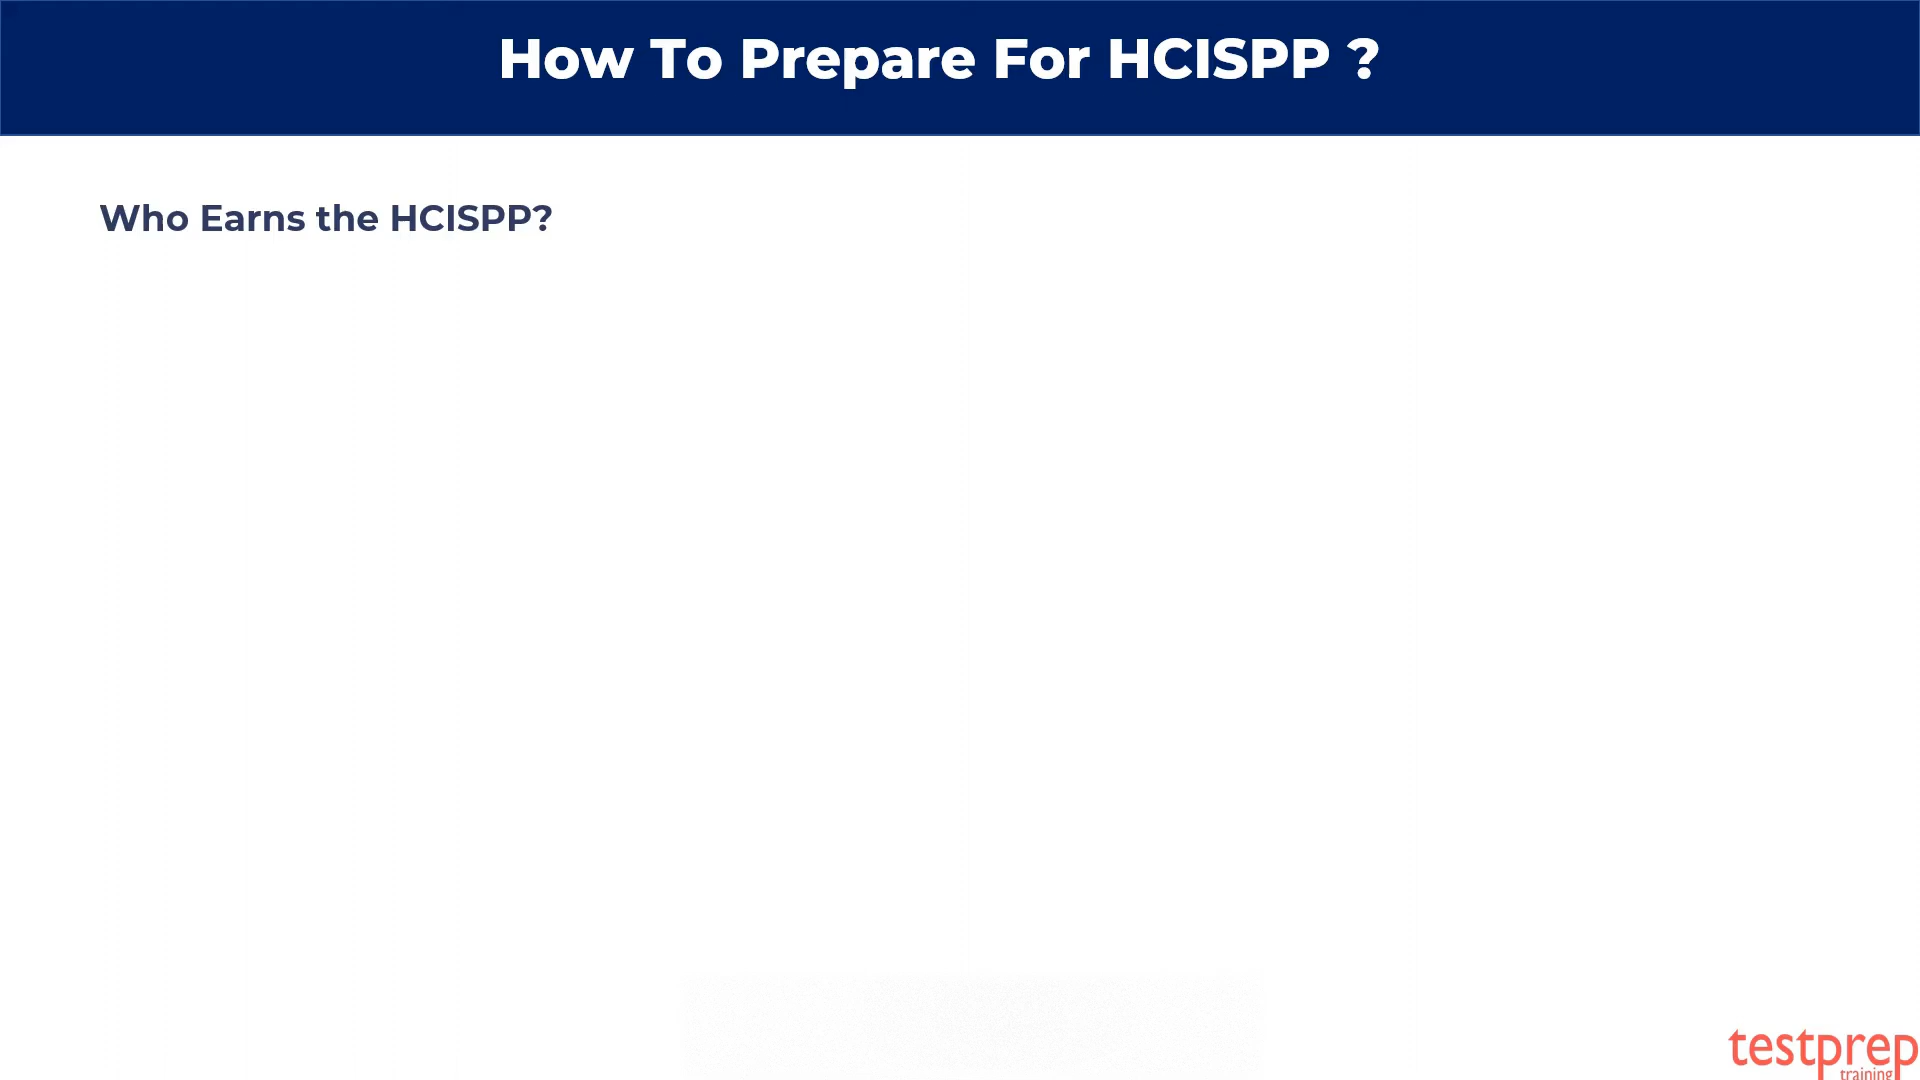 How To Prepare For HCISPP ?
Who Earns the HCISPP?
testprep
training